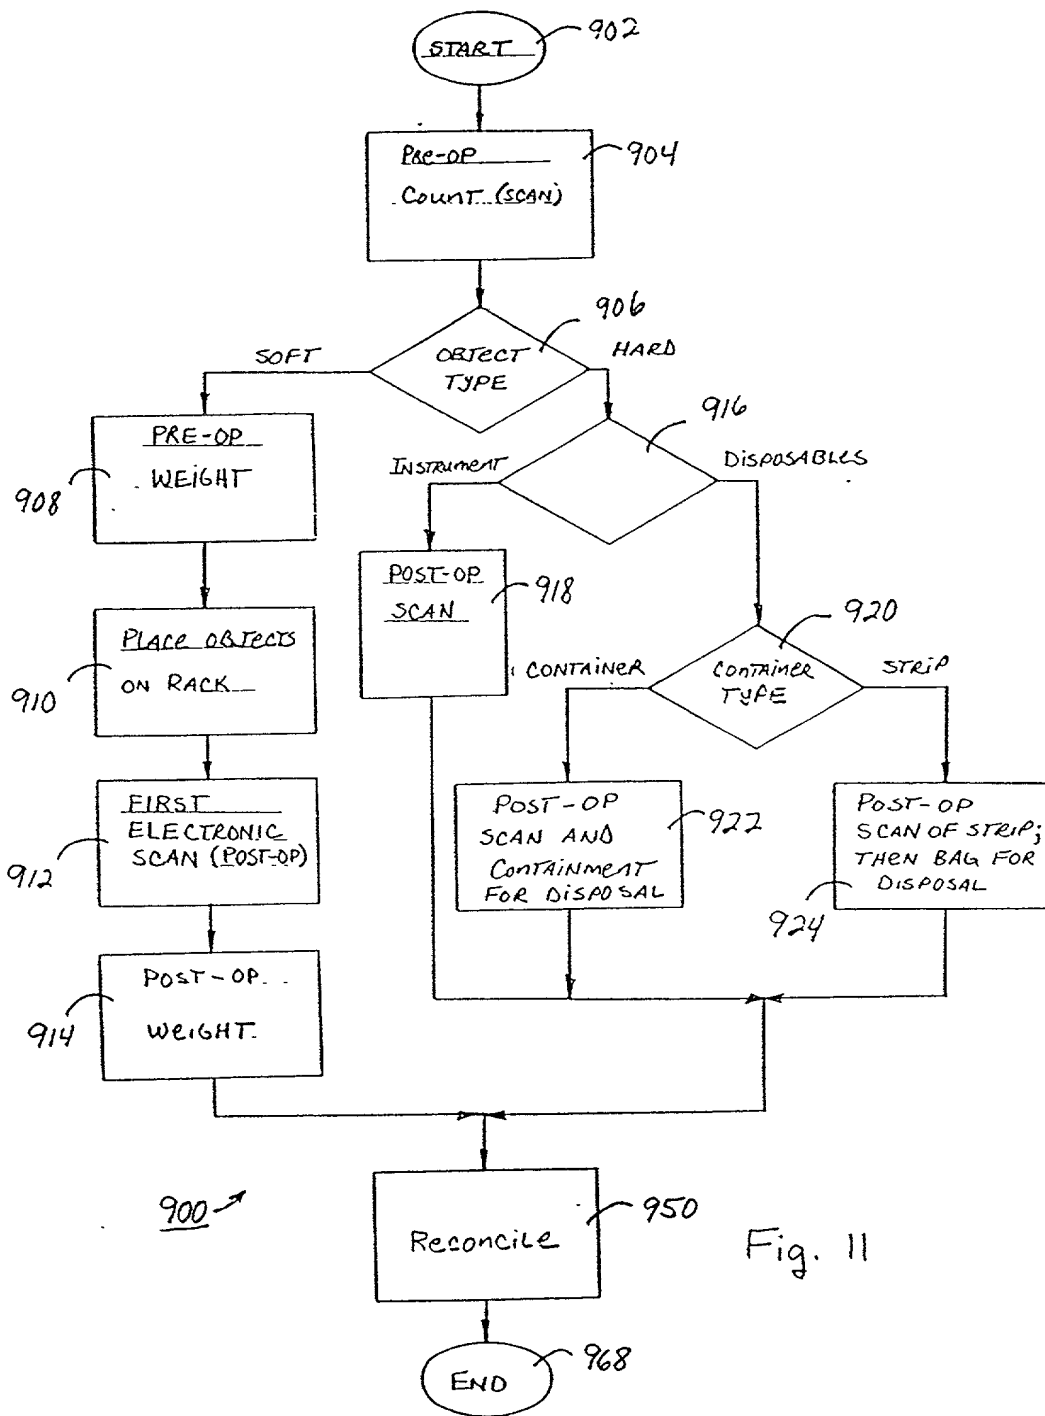 START
902
Pre-OP
Count (SCAN)
904
OBJECT
TYPE
906
SOFT
HARD
PRE-OP
WEIGHT
908
916
INSTRUMENT
DISPOSABLES
PLACE OBJECTS
ON RACK
910
POST-OP
SCAN
918
CONTAINER
TYPE
920
CONTAINER
STRIP
FIRST
ELECTRONIC
SCAN (POST-OP)
912
POST-OP
SCAN AND
CONTAINMENT
FOR DISPOSAL
922
POST-OP
SCAN OF STRIP;
THEN BAG FOR
DISPOSAL
924
POST-OP
WEIGHT
914
900
Reconcile
950
Fig. 11
END
968